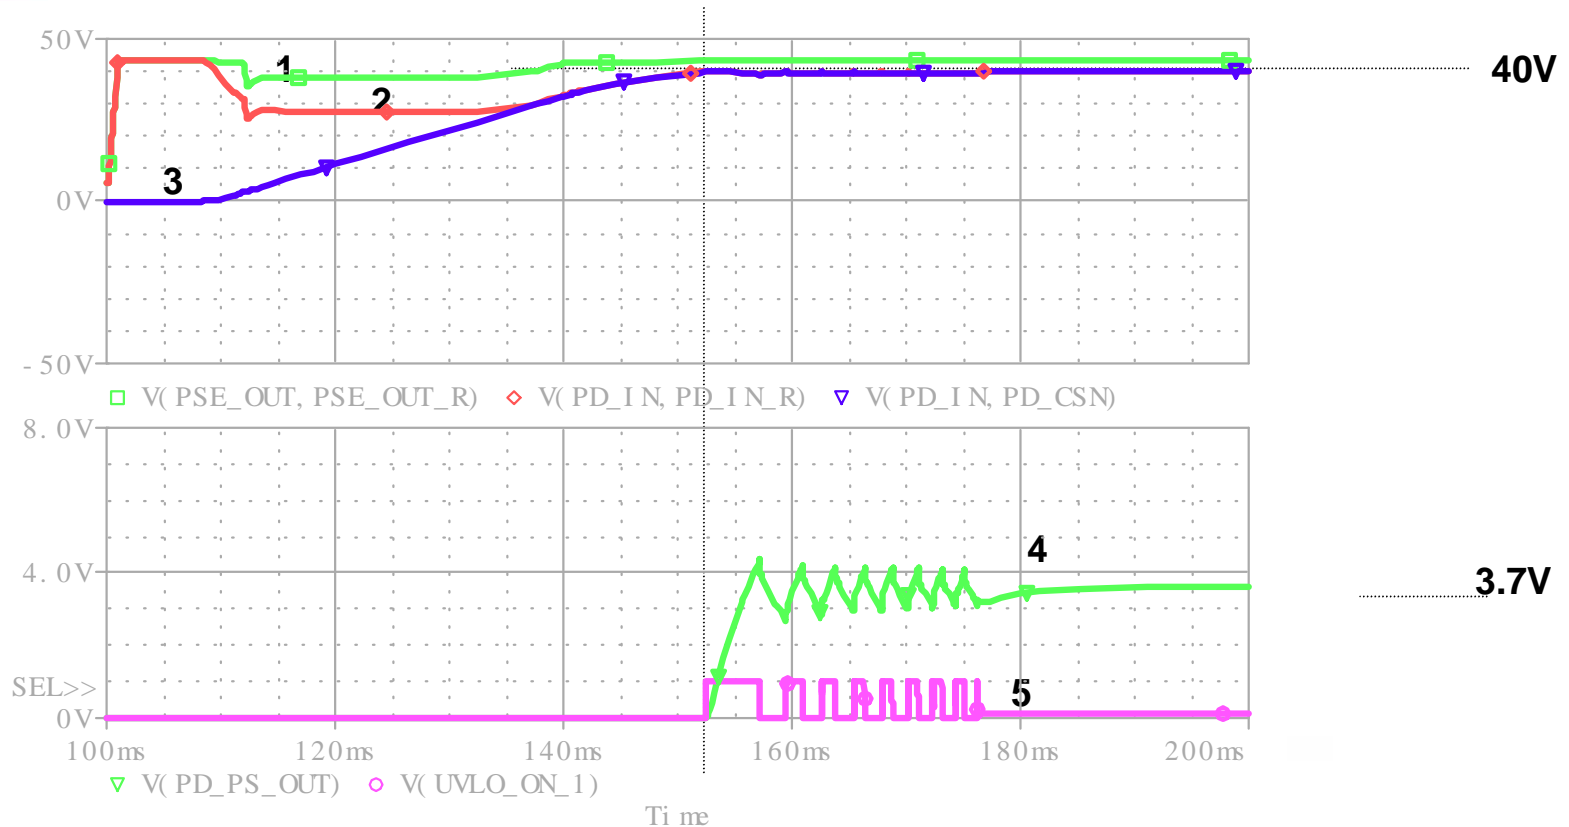 50V
1
40V
2
3
0V
-50V
V(PSE_OUT, PSE_OUT_R) V(PD_IN, PD_IN_R) V(PD_IN, PD_CSN)
8.0V
4
4.0V
3.7V
SEL>>
5
0V
100ms 120ms 140ms 160ms 180ms 200ms
V(PD_PS_OUT) V(UVLO_ON_1)
Time